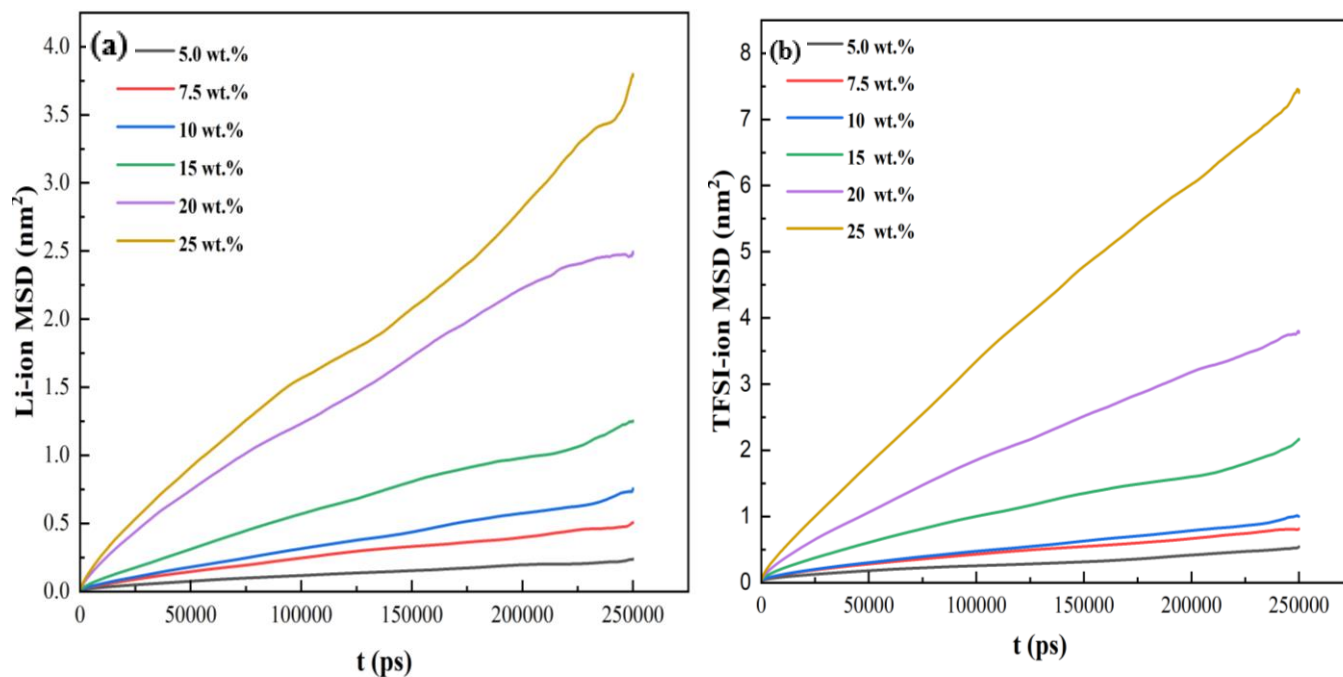 (a)
5.0 wt.%
7.5 wt.%
10 wt.%
15 wt.%
20 wt.%
25 wt.%
4.0
3.5
3.0
2.5
2.0
1.5
1.0
0.5
0.0
Li-ion MSD (nm²)
0 50000 100000 150000 200000 250000
t (ps)
(b)
5.0 wt.%
7.5 wt.%
10 wt.%
15 wt.%
20 wt.%
25 wt.%
8
7
6
5
4
3
2
1
0
TFSI-ion MSD (nm²)
0 50000 100000 150000 200000 250000
t (ps)